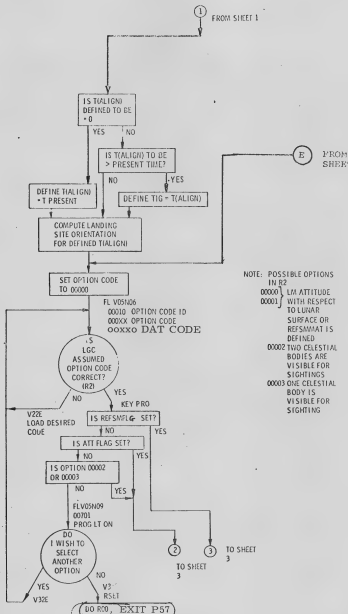 1
FROM SHEET 1
IS T(ALIGN)
DEFINED TO BE
= 0
YES
NO
IS T(ALIGN) TO BE
> PRESENT TIME?
NO
YES
E
FROM
DEFINE T(ALIGN)
= T PRESENT
DEFINE TIG = T(ALIGN)
COMPUTE LANDING
SITE ORIENTATION
FOR DEFINED T(ALIGN)
SET OPTION CODE
TO 00000
FL V05N06
00010 OPTION CODE ID
000XX OPTION CODE
00XX0 DAT CODE
NOTE: POSSIBLE OPTIONS
IN R2
00000 } LM ATTITUDE
00001 } WITH RESPECT
TO LUNAR
SURFACE OR
REFSMMAT IS
DEFINED
00002 TWO CELESTIAL
BODIES ARE
VISIBLE FOR
SIGHTINGS
00003 ONE CELESTIAL
BODY IS
VISIBLE FOR
SIGHTING
IS
LGC
ASSUMED
OPTION CODE
CORRECT?
(R2)
NO
YES
V22E
LOAD DESIRED
CODE
KEY PRO
IS REFSMFLG SET?
NO
YES
IS ATT FLAG SET?
NO
YES
IS OPTION 00002
OR 00003
NO
YES
FLV05N09
00701
PROG LT ON
2
TO SHEET
3
3
TO SHEET
3
DO
I WISH TO
SELECT
ANOTHER
OPTION
YES
NO
V32E
RSET
DO R00, EXIT P57